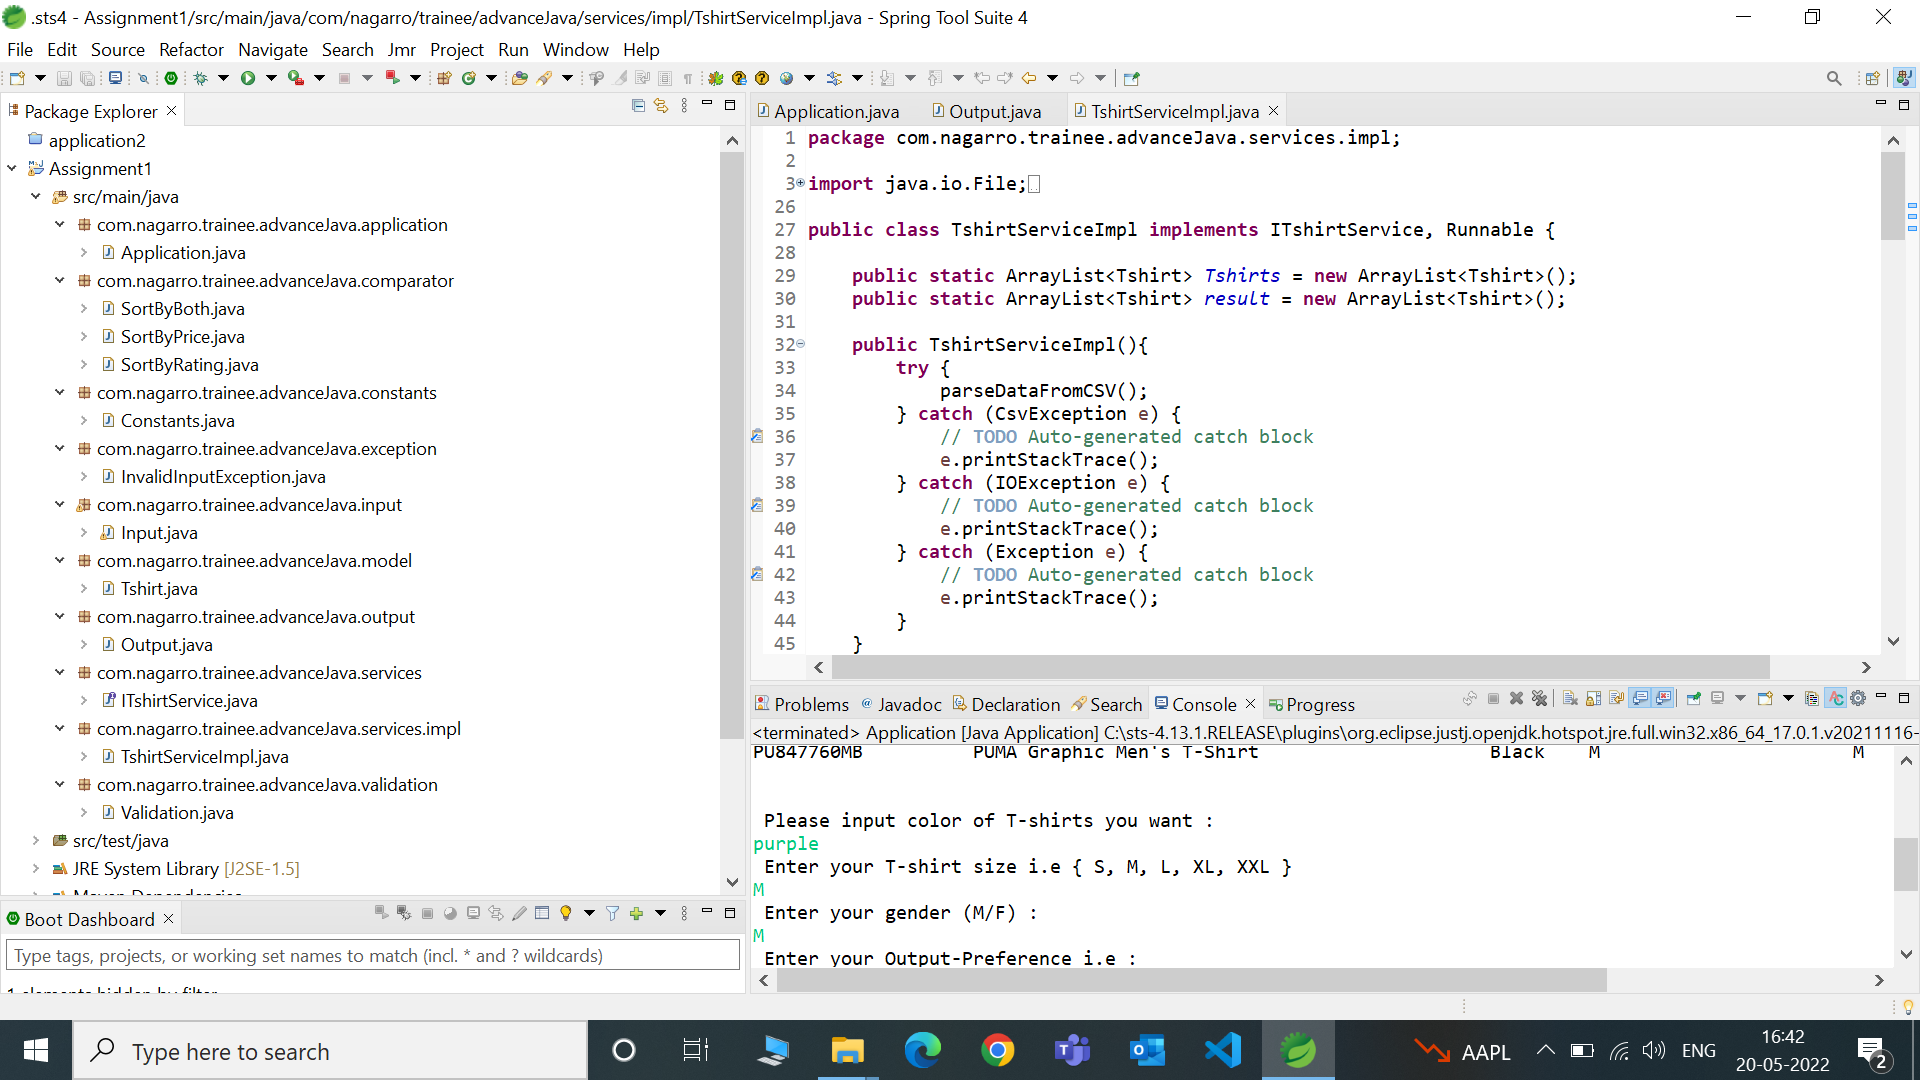 .sts4 - Assignment1/src/main/java/com/nagarro/trainee/advanceJava/services/impl/TshirtServiceImpl.java - Spring Tool Suite 4
File Edit Source Refactor Navigate Search Jmr Project Run Window Help
Package Explorer
application2
Assignment1
src/main/java
com.nagarro.trainee.advanceJava.application
Application.java
com.nagarro.trainee.advanceJava.comparator
SortByBoth.java
SortByPrice.java
SortByRating.java
com.nagarro.trainee.advanceJava.constants
Constants.java
com.nagarro.trainee.advanceJava.exception
InvalidInputException.java
com.nagarro.trainee.advanceJava.input
Input.java
com.nagarro.trainee.advanceJava.model
Tshirt.java
com.nagarro.trainee.advanceJava.output
Output.java
com.nagarro.trainee.advanceJava.services
ITshirtService.java
com.nagarro.trainee.advanceJava.services.impl
TshirtServiceImpl.java
com.nagarro.trainee.advanceJava.validation
Validation.java
src/test/java
JRE System Library [J2SE-1.5]
Maven Dependencies
Boot Dashboard
Type tags, projects, or working set names to match (incl. * and ? wildcards)
1 elements hidden by filter
Application.java Output.java TshirtServiceImpl.java
1 package com.nagarro.trainee.advanceJava.services.impl;
2
3 import java.io.File;
26
27 public class TshirtServiceImpl implements ITshirtService, Runnable {
28
29 public static ArrayList<Tshirt> Tshirts = new ArrayList<Tshirt>();
30 public static ArrayList<Tshirt> result = new ArrayList<Tshirt>();
31
32 public TshirtServiceImpl(){
33 try {
34 parseDataFromCSV();
35 } catch (CsvException e) {
36 // TODO Auto-generated catch block
37 e.printStackTrace();
38 } catch (IOException e) {
39 // TODO Auto-generated catch block
40 e.printStackTrace();
41 } catch (Exception e) {
42 // TODO Auto-generated catch block
43 e.printStackTrace();
44 }
45 }
Problems @ Javadoc Declaration Search Console Progress
<terminated> Application [Java Application] C:\sts-4.13.1.RELEASE\plugins\org.eclipse.justj.openjdk.hotspot.jre.full.win32.x86_64_17.0.1.v20211116-
PU847760MB PUMA Graphic Men's T-Shirt Black M M
Please input color of T-shirts you want :
purple
Enter your T-shirt size i.e { S, M, L, XL, XXL }
M
Enter your gender (M/F) :
M
Enter your Output-Preference i.e :
Type here to search
AAPL
ENG
16:42
20-05-2022
2